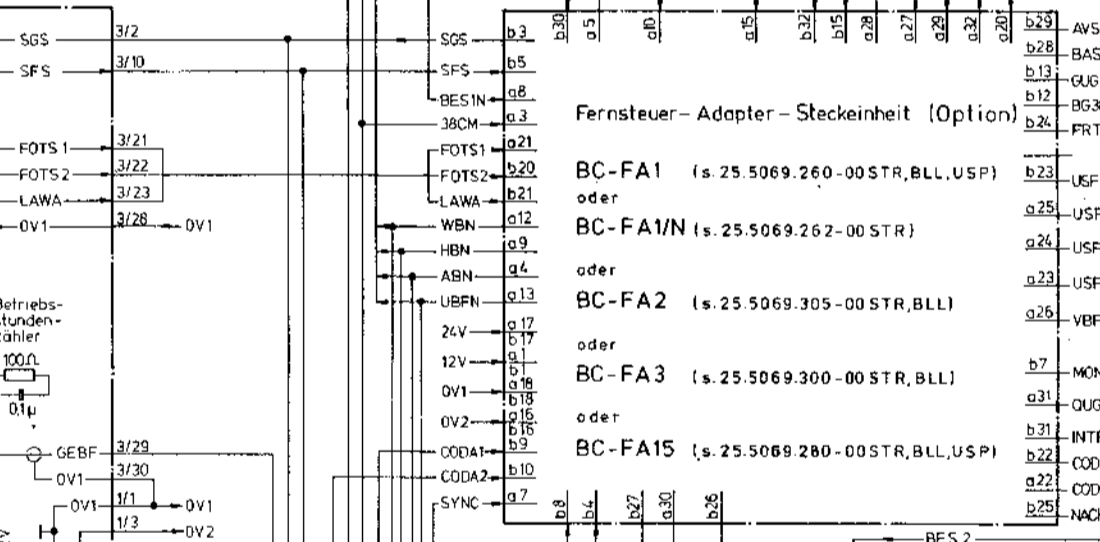 SGS 3/2
SFS 3/10
FOTS 1 3/21
FOTS 2 3/22
LAWA 3/23
0V1 3/28 0V1
Betriebs-
stunden-
zähler
100Ω
0,1µ
GEBF 3/29
0V1 3/30
0V1 1/1 0V1
1/3 0V2
SGS b3
SFS b5
BES1N a8
38CM a3
FOTS1 a21
FOTS2 b20
LAWA b21
WBN a12
HBN a9
ABN a4
UBFN a13
24V a17
b17
12V a1
b1
0V1 a18
b18
0V2 a16
b16
CODA1 b9
CODA2 b10
SYNC a7
b30 a5 a10 a15 b32 b15 a28 a27 a29 a32 a20
Fernsteuer-Adapter-Steckeinheit (Option)
BC-FA1 (s. 25.5069.260-00 STR, BLL, USP)
oder
BC-FA1/N (s. 25.5069.262-00 STR)
oder
BC-FA2 (s. 25.5069.305-00 STR, BLL)
oder
BC-FA3 (s. 25.5069.300-00 STR, BLL)
oder
BC-FA15 (s. 25.5069.280-00 STR, BLL, USP)
b8 b4 b27 a30 b26
b29 AVS
b28 BAS
b13 GUG
b12 BG3
b24 FRT
b23 USF
a25 USF
a24 USF
a23 USF
a26 VBF
b7 MON
a31 QUG
b31 INTF
b22 COD
a22 COD
b25 NACH
BES 2